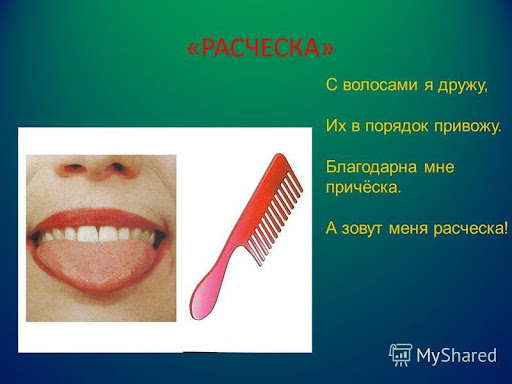 «РАСЧЕСКА»
С волосами я дружу,
Их в порядок привожу.
Благодарна мне
причёска.
А зовут меня расческа!
MyShared